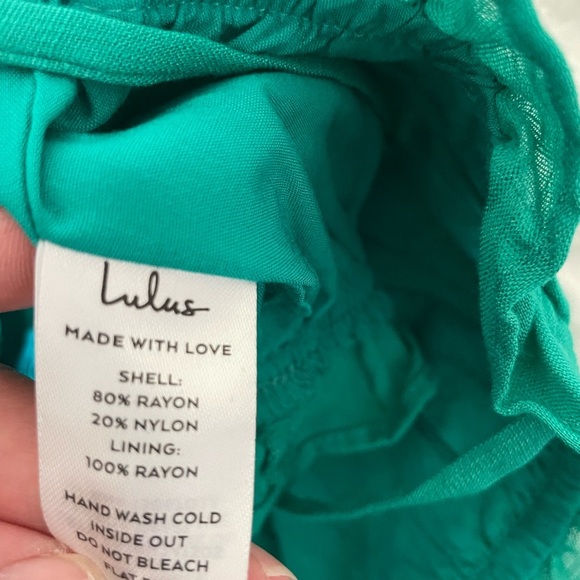 Lulus
MADE WITH LOVE
SHELL:
80% RAYON
20% NYLON
LINING:
100% RAYON
HAND WASH COLD
INSIDE OUT
DO NOT BLEACH
FLAT